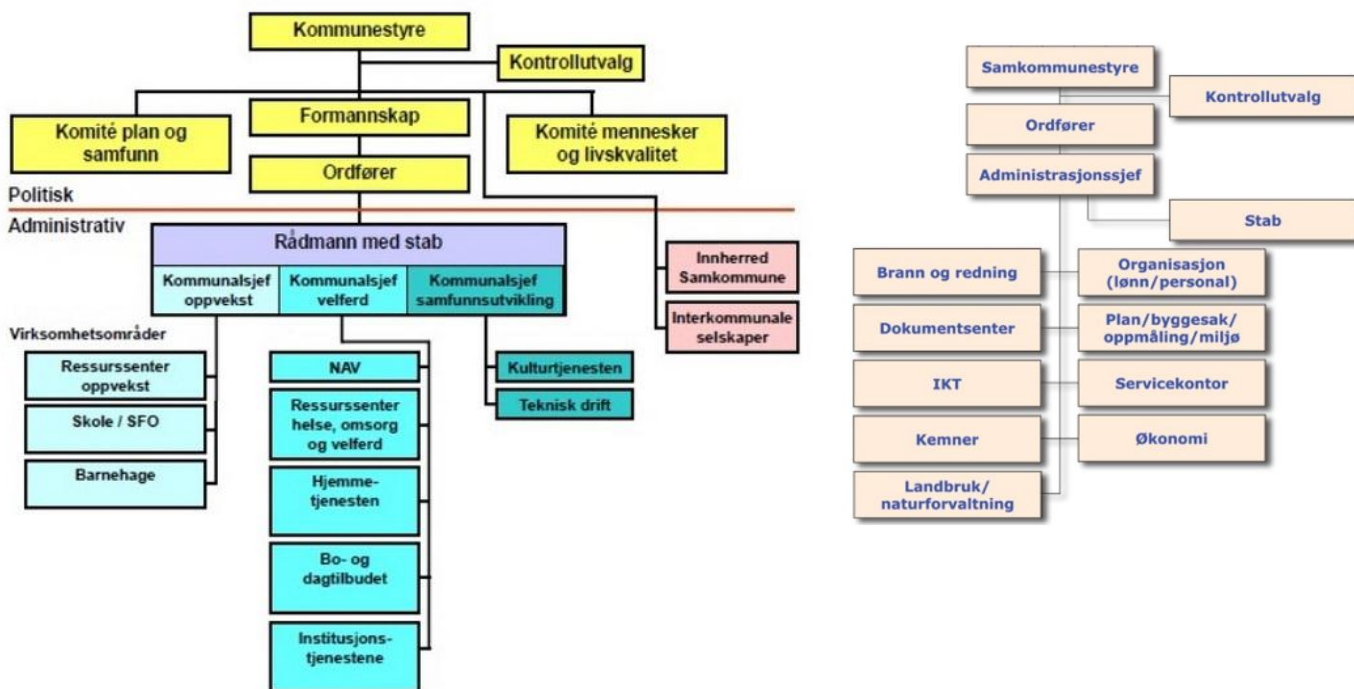 Kommunestyre
Kontrollutvalg
Formannskap
Komité plan og
samfunn
Komité mennesker
og livskvalitet
Ordfører
Politisk
Administrativ
Rådmann med stab
Kommunalsjef
oppvekst
Kommunalsjef
velferd
Kommunalsjef
samfunnsutvikling
Innherred
Samkommune
Interkommunale
selskaper
Virksomhetsområder
Ressurssenter
oppvekst
Skole / SFO
Barnehage
NAV
Ressurssenter
helse, omsorg
og velferd
Hjemme-
tjenesten
Bo- og
dagtilbudet
Institusjons-
tjenestene
Kulturtjenesten
Teknisk drift
Samkommunestyre
Kontrollutvalg
Ordfører
Administrasjonssjef
Stab
Brann og redning
Organisasjon
(lønn/personal)
Dokumentsenter
Plan/byggesak/
oppmåling/miljø
IKT
Servicekontor
Kemner
Økonomi
Landbruk/
naturforvaltning